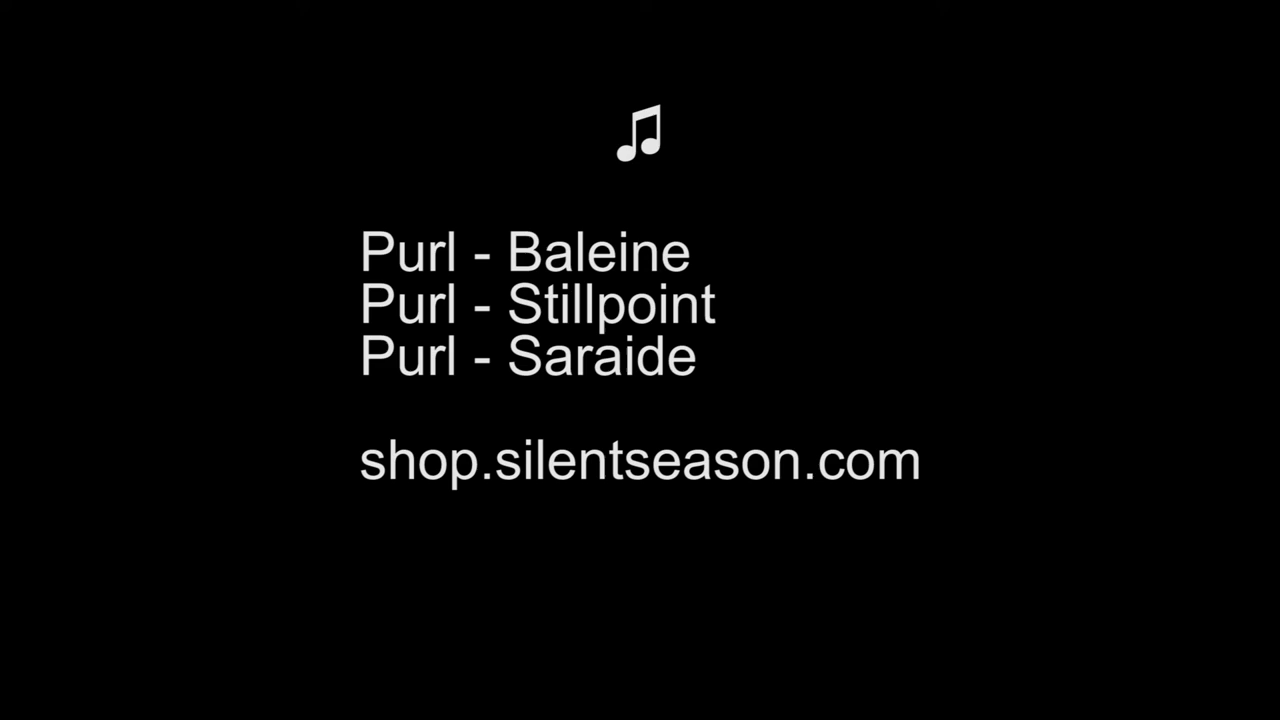 ♫
Purl - Baleine
Purl - Stillpoint
Purl - Saraide
shop.silentseason.com